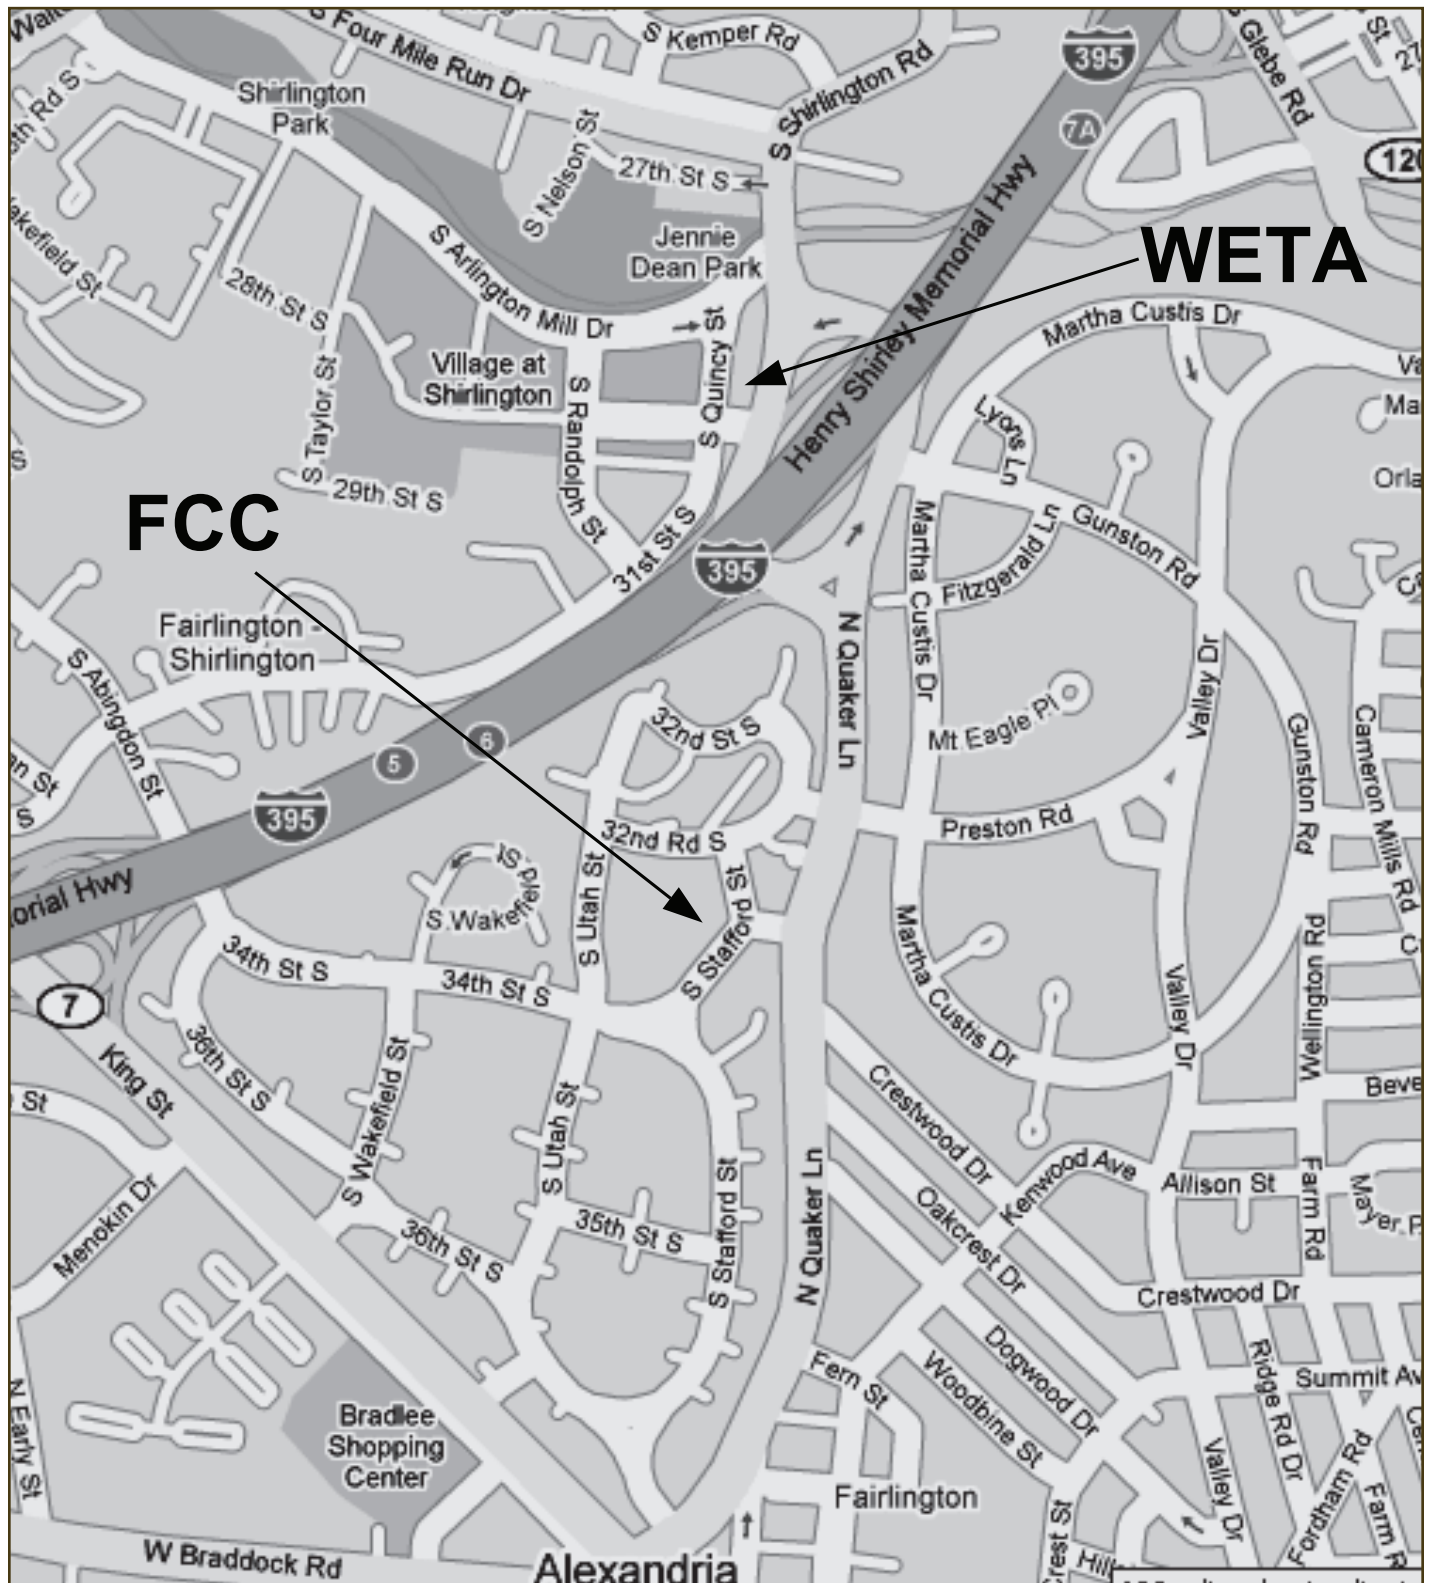 S Four Mile Run Dr
S Kemper Rd
S Shirlington Rd
395
S Glebe Rd
St
Shirlington
Park
7A
S Nelson St
27th St S
120
Jennie
Dean Park
WETA
S Arlington Mill Dr
28th St S
Henry Shirley Memorial Hwy
Martha Custis Dr
Village at
Shirlington
S Quincy St
S Taylor St
S Randolph St
Lyons Ln
29th St S
S
FCC
31st St S
395
Martha Custis Dr
Fitzgerald Ln
Gunston Rd
Fairlington -
Shirlington
S Abingdon St
N Quaker Ln
Valley Dr
Mt Eagle Pl
32nd St S
6
5
395
Gunston Rd
Cameron Mills Rd
Preston Rd
32nd Rd S
S Wakefield St
S Utah St
S Stafford St
34th St S
34th St S
7
Martha Custis Dr
Valley Dr
Wellington Rd
King St
36th St S
S Wakefield St
S Utah St
St
Crestwood Dr
Kenwood Ave
Allison St
Farm Rd
Menokin Dr
Oakcrest Dr
36th St S
35th St S
S Stafford St
N Quaker Ln
Crestwood Dr
Dogwood Dr
Woodbine St
Fern St
Ridge Rd Dr
N Early St
Bradlee
Shopping
Center
Fairlington
Valley Dr
Fordham Rd
W Braddock Rd
Alexandria